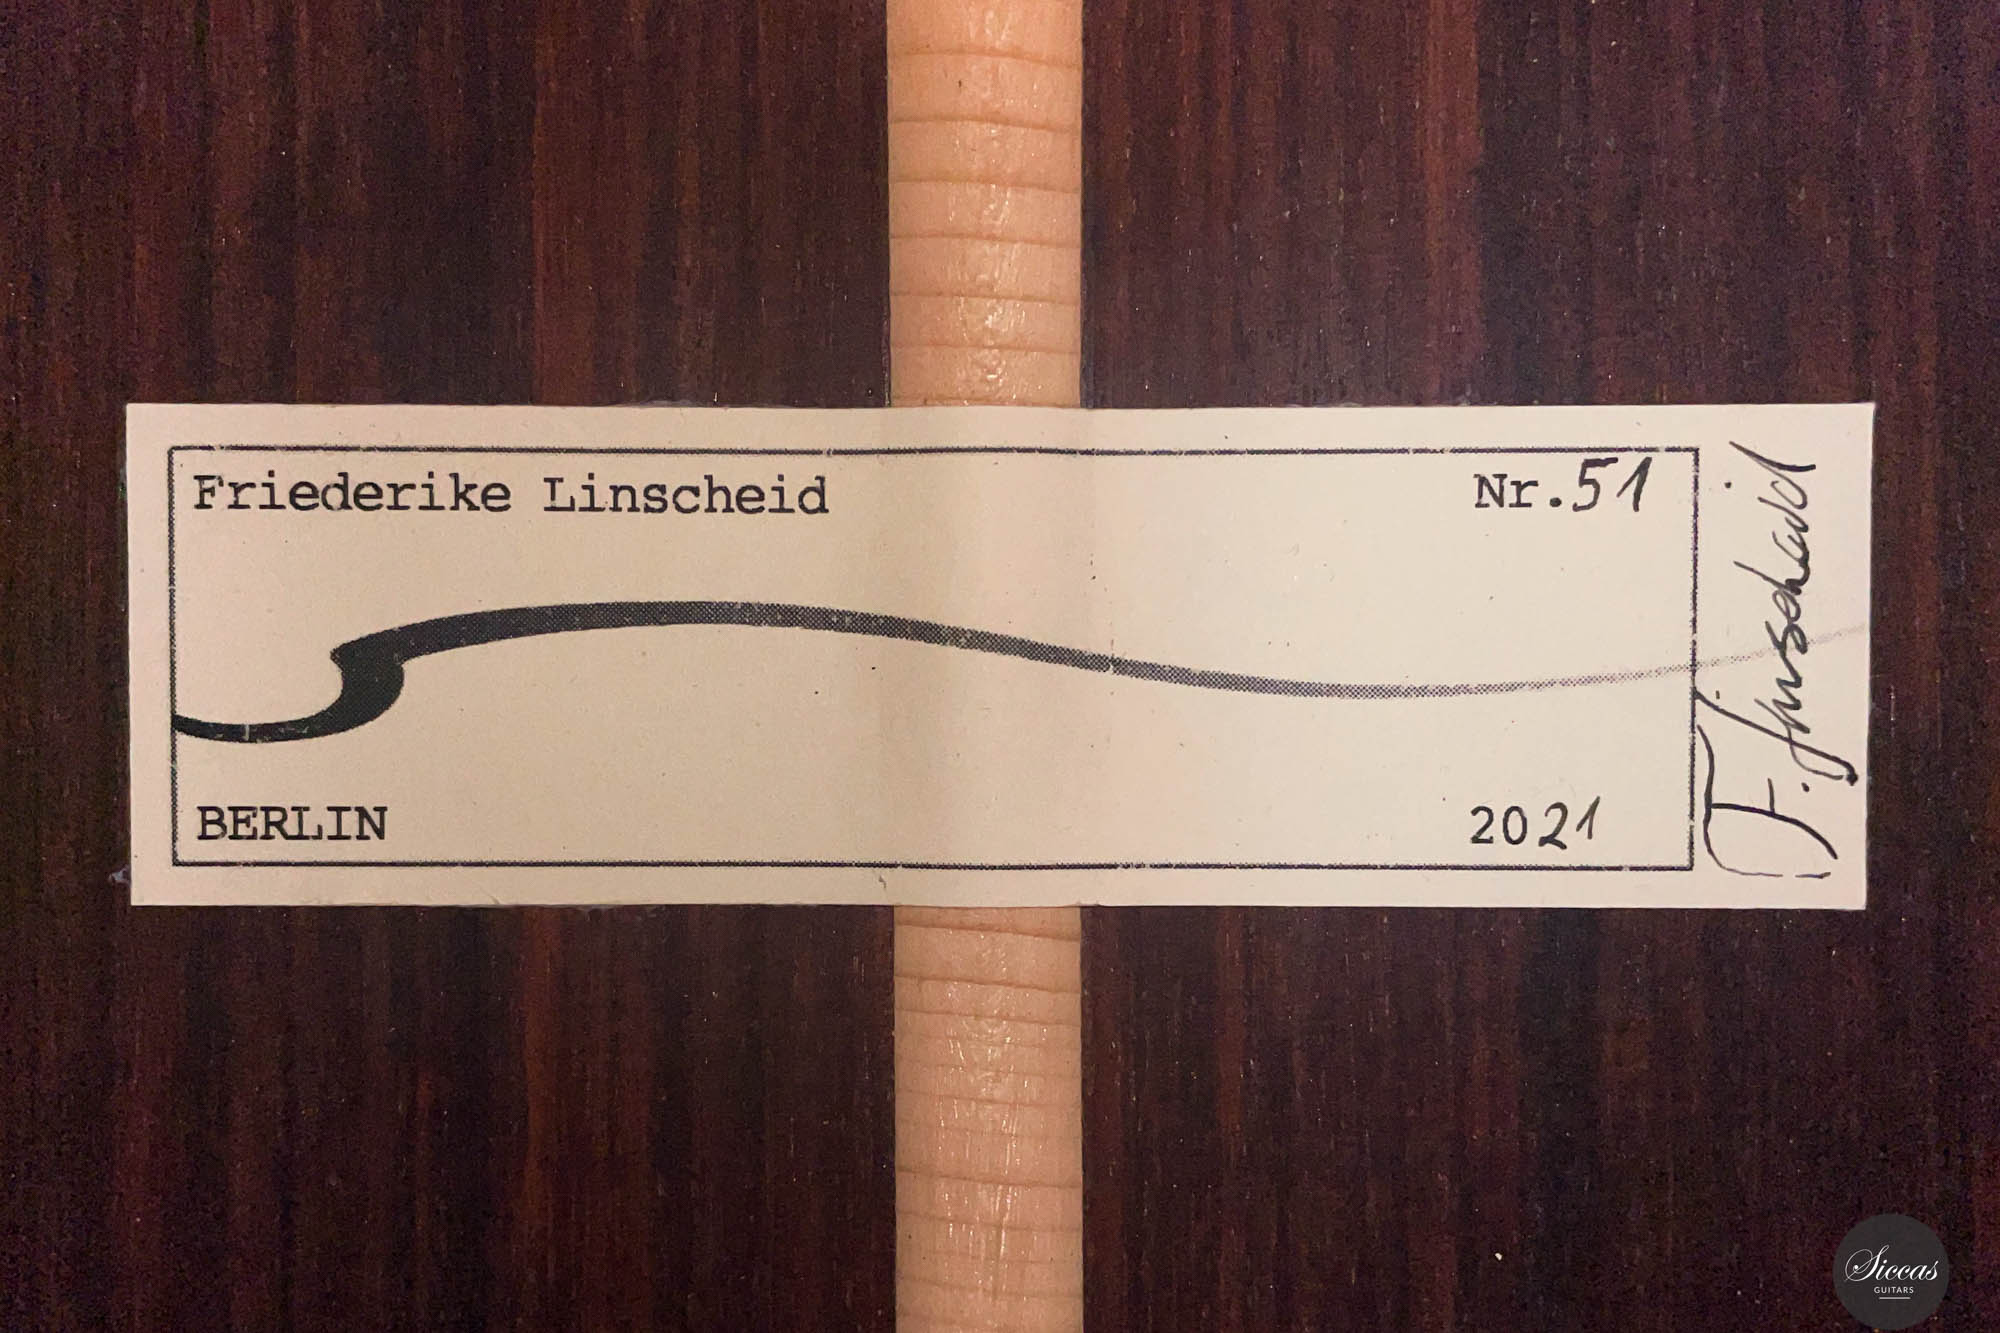 Friederike Linscheid
Nr. 51
BERLIN
2021
F. Linscheid
Siccas
GUITARS